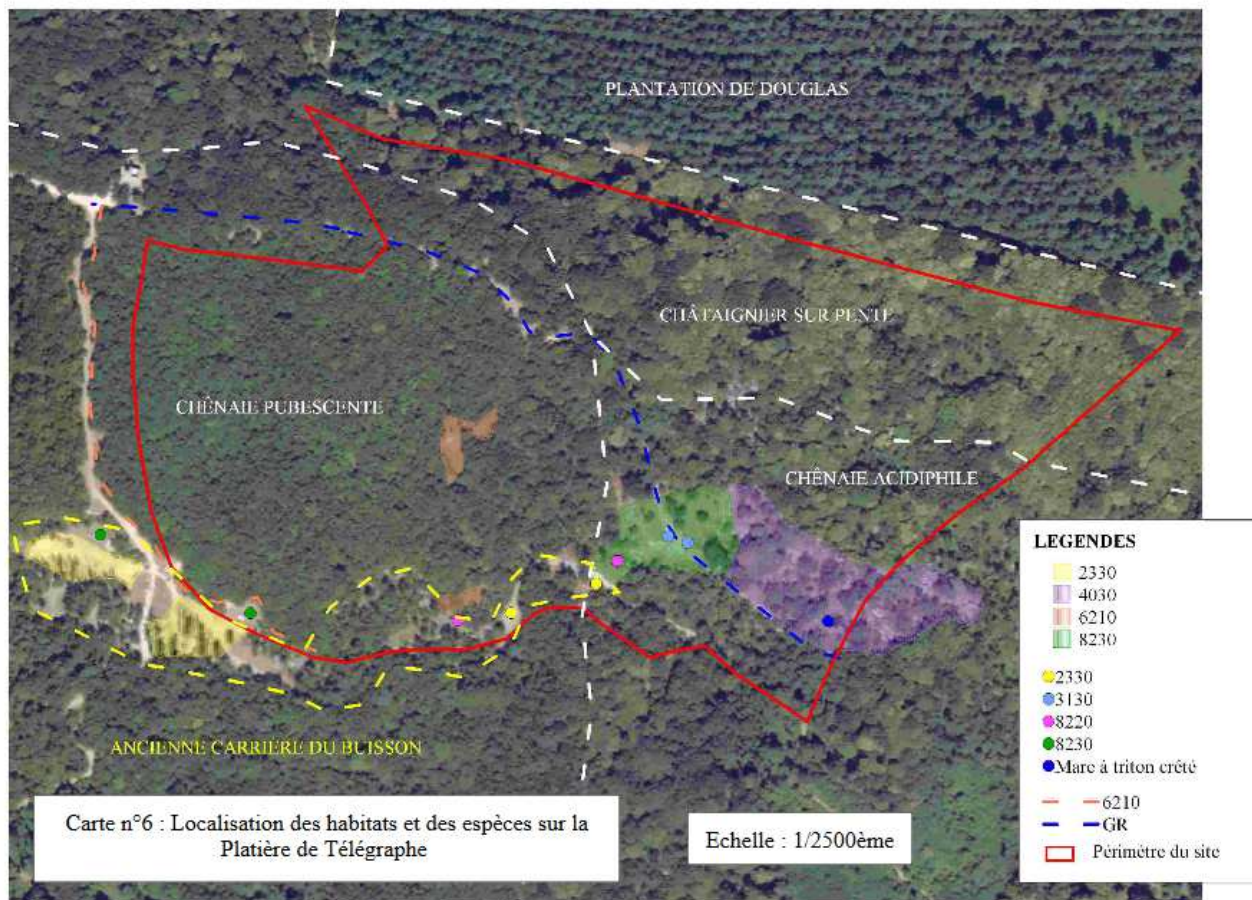 PLANTATION DE DOUGLAS
CHÂTAIGNIER SUR PENTE
CHÊNAIE PUBESCENTE
CHÊNAIE ACIDIPHILE
ANCIENNE CARRIÈRE DU BUISSON
Carte n°6 : Localisation des habitats et des espèces sur la
Platière de Télégraphe
Echelle : 1/2500ème
LEGENDES
2330
4030
6210
8230
2330
3130
8220
8230
Mare à triton crêté
6210
GR
Périmètre du site